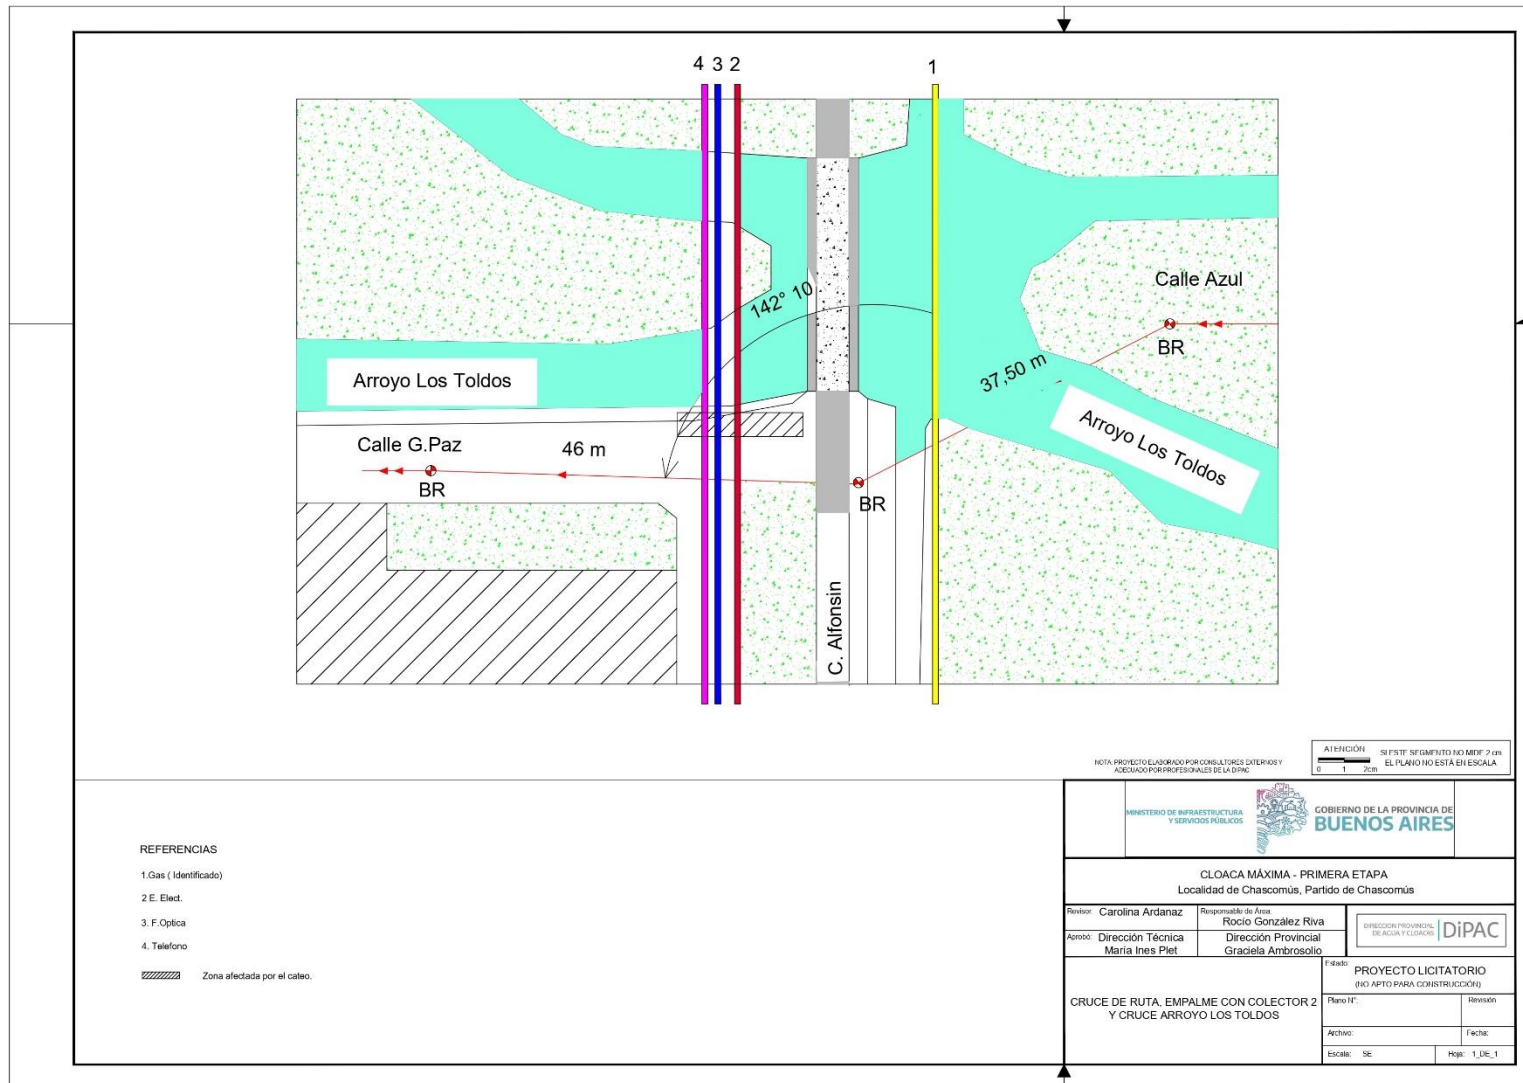 4 3 2 1
142° 10
Calle Azul
BR
37,50 m
Arroyo Los Toldos
Arroyo Los Toldos
Calle G.Paz
46 m
BR
BR
C. Alfonsin
NOTA: PROYECTO ELABORADO POR CONSULTORES EXTERNOS Y
ADECUADO POR PROFESIONALES DE LA DIPAC
ATENCIÓN
0 1 2cm
SI ESTE SEGMENTO NO MIDE 2 cm
EL PLANO NO ESTÁ EN ESCALA
REFERENCIAS
1.Gas ( Identificado)
2 E. Elect.
3. F.Optica
4. Telefono
Zona afectada por el cateo.
MINISTERIO DE INFRAESTRUCTURA
Y SERVICIOS PÚBLICOS
GOBIERNO DE LA PROVINCIA DE
BUENOS AIRES
CLOACA MÁXIMA - PRIMERA ETAPA
Localidad de Chascomús, Partido de Chascomús
Revisor: Carolina Ardanaz
Responsable de Área:
Rocío González Riva
Aprobó: Dirección Técnica
María Ines Plet
Dirección Provincial
Graciela Ambrosolio
DIRECCIÓN PROVINCIAL
DE AGUA Y CLOACAS
DiPAC
CRUCE DE RUTA, EMPALME CON COLECTOR 2
Y CRUCE ARROYO LOS TOLDOS
Estado:
PROYECTO LICITATORIO
(NO APTO PARA CONSTRUCCIÓN)
Plano N°:
Revisión
Archivo:
Fecha:
Escala: SE
Hoja: 1_DE_1